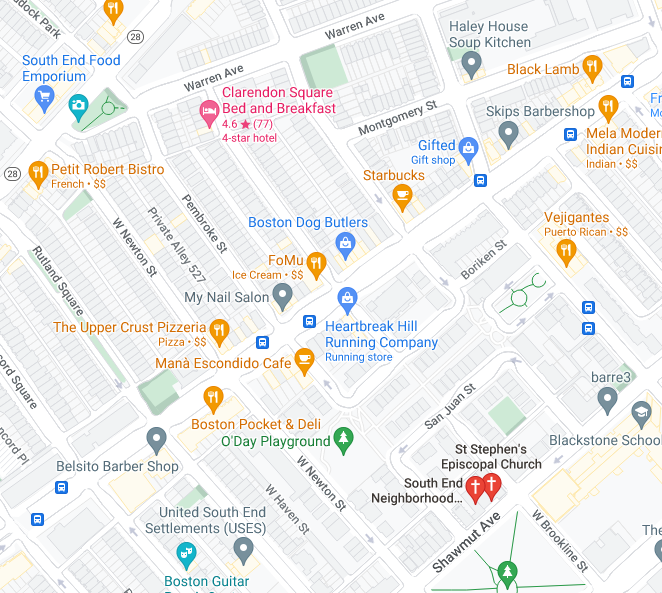 ddock Park
28
Warren Ave
Haley House
Soup Kitchen
South End Food
Emporium
Warren Ave
Black Lamb
Clarendon Square
Bed and Breakfast
4.6 ★ (77)
4-star hotel
Montgomery St
Skips Barbershop
Fr
Mo
Mela Moder
Indian Cuisi
Indian • $$
Gifted
Gift shop
28
Petit Robert Bistro
French • $$
Starbucks
Pembroke St
Private Alley 527
W Newton St
Boston Dog Butlers
Vejigantes
Puerto Rican • $$
Boriken St
FoMu
Ice Cream • $$
Rutland Square
My Nail Salon
The Upper Crust Pizzeria
Pizza • $$
Heartbreak Hill
Running Company
Running store
Manà Escondido Cafe
cord Square
barre3
San Juan St
Boston Pocket & Deli
O'Day Playground
Blackstone School
ncord Pl
Belsito Barber Shop
St Stephen's
Episcopal Church
W Newton St
South End
Neighborhood...
W Haven St
United South End
Settlements (USES)
Shawmut Ave
W Brookline St
The
Boston Guitar